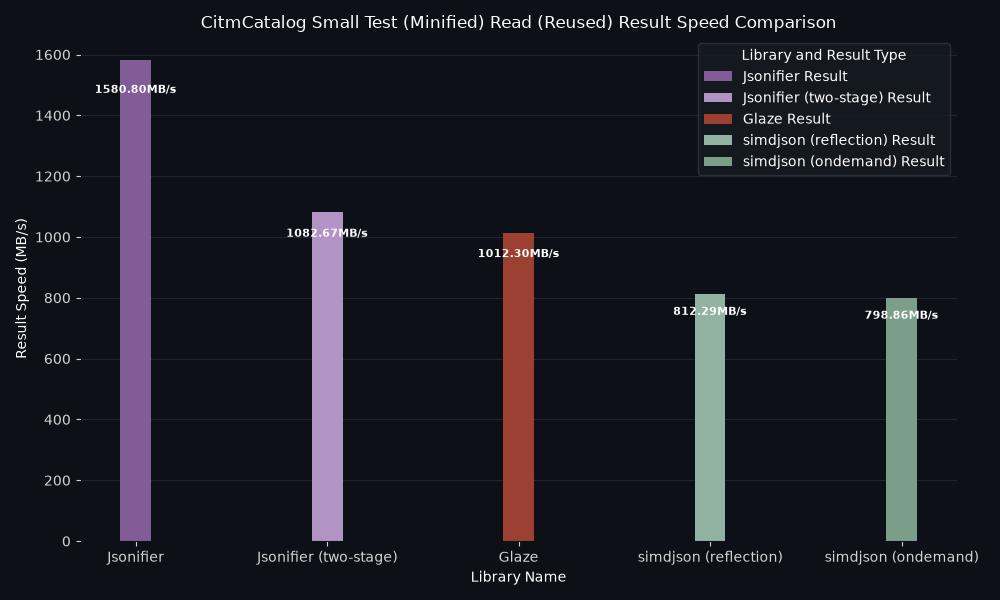 CitmCatalog Small Test (Minified) Read (Reused) Result Speed Comparison
Library and Result Type
Jsonifier Result
Jsonifier (two-stage) Result
Glaze Result
simdjson (reflection) Result
simdjson (ondemand) Result
Result Speed (MB/s)
1600
1400
1200
1000
800
600
400
200
0
1580.80MB/s
1082.67MB/s
1012.30MB/s
812.29MB/s
798.86MB/s
Jsonifier
Jsonifier (two-stage)
Glaze
simdjson (reflection)
simdjson (ondemand)
Library Name